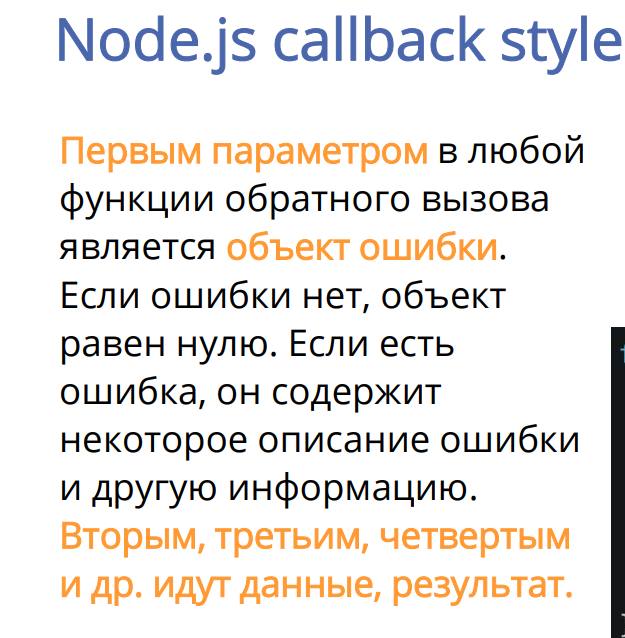 Node.js callback style
Первым параметром в любой
функции обратного вызова
является объект ошибки.
Если ошибки нет, объект
равен нулю. Если есть
ошибка, он содержит
некоторое описание ошибки
и другую информацию.
Вторым, третьим, четвертым
и др. идут данные, результат.